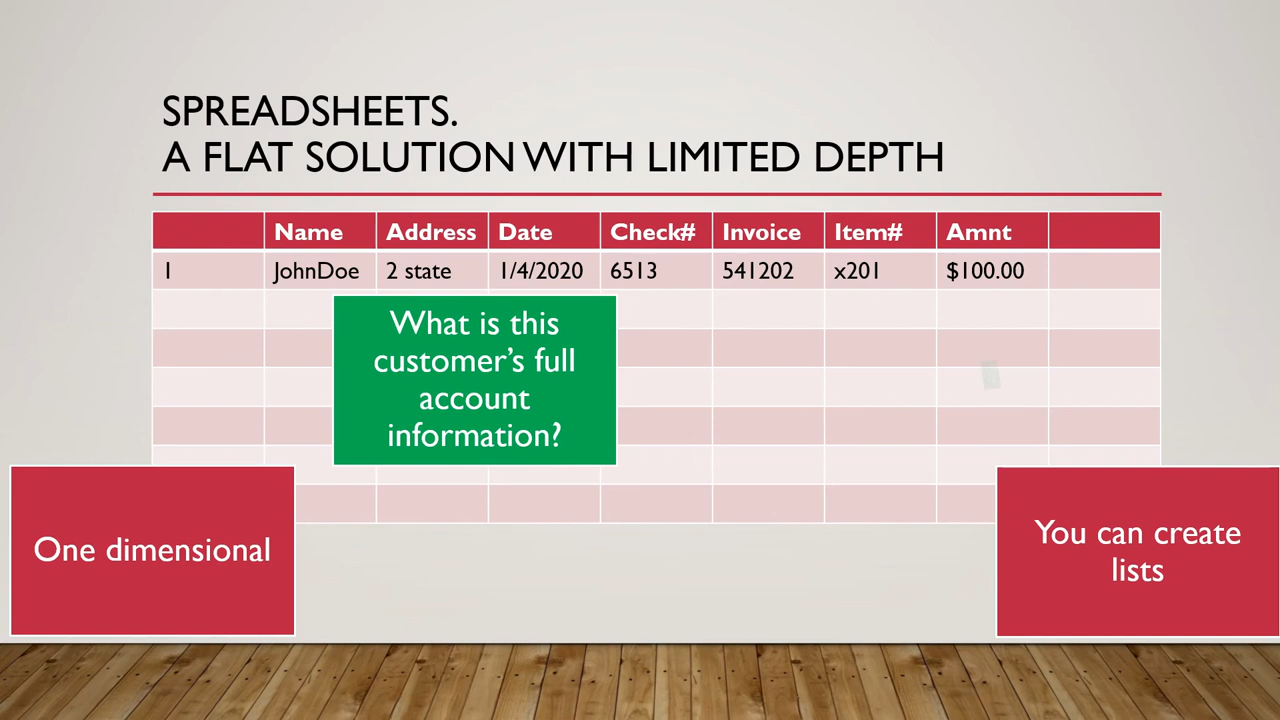 SPREADSHEETS.
A FLAT SOLUTION WITH LIMITED DEPTH
Name Address Date Check# Invoice Item# Amnt
1 JohnDoe 2 state 1/4/2020 6513 541202 x201 $100.00
What is this
customer’s full
account
information?
One dimensional
You can create
lists